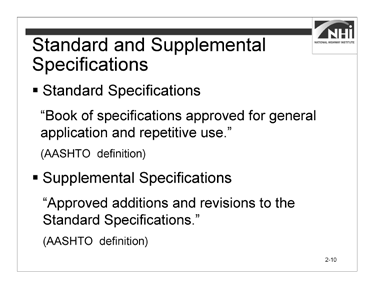 NHI
NATIONAL HIGHWAY INSTITUTE
Standard and Supplemental
Specifications
▪ Standard Specifications
“Book of specifications approved for general
application and repetitive use.”
(AASHTO definition)
▪ Supplemental Specifications
“Approved additions and revisions to the
Standard Specifications.”
(AASHTO definition)
2-10